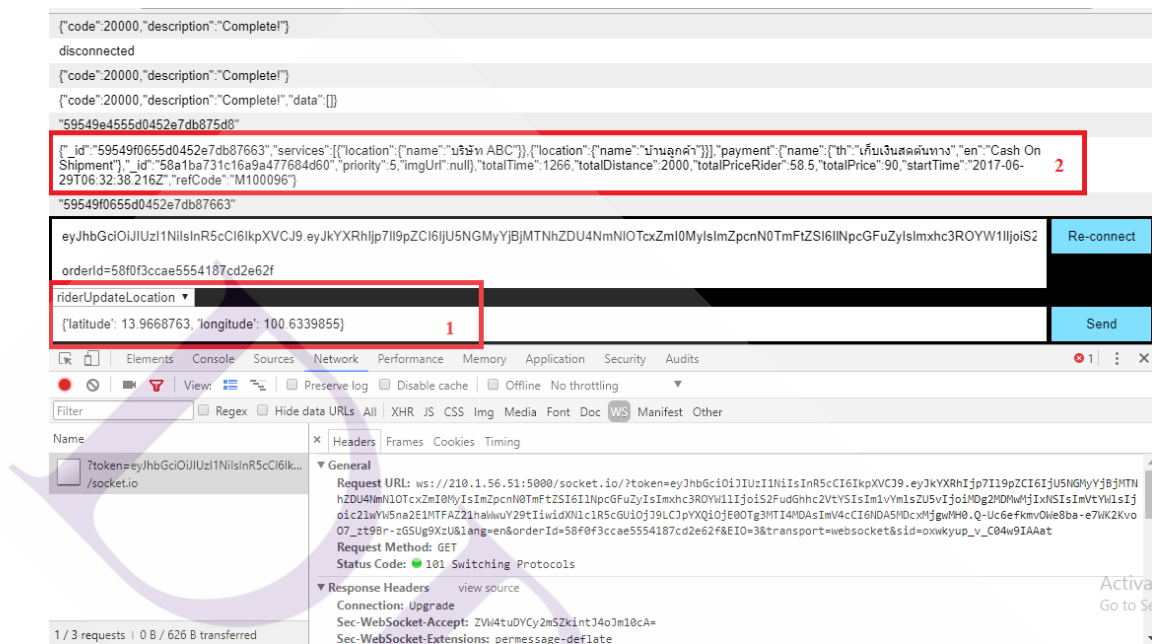 {"code":20000,"description":"Complete!"}
disconnected
{"code":20000,"description":"Complete!"}
{"code":20000,"description":"Complete!","data":[]}
"59549e4555d0452e7db875d8"
{"_id":"59549f0655d0452e7db87663","services":[{"location":{"name":"บริษัท ABC"}},{"location":{"name":"บ้านลูกค้า"}}],"payment":{"name":{"th":"เก็บเงินสดต้นทาง","en":"Cash On
Shipment"},"_id":"58a1ba731c16a9a477684d60","priority":5,"imgUrl":null},"totalTime":1266,"totalDistance":2000,"totalPriceRider":58.5,"totalPrice":90,"startTime":"2017-06-
29T06:32:38.216Z","refCode":"M100096"}
2
"59549f0655d0452e7db87663"
Re-connect
orderId=58f0f3ccae5554187cd2e62f
riderUpdateLocation ▼
{'latitude': 13.9668763, 'longitude': 100.6339855}
1
Send
Elements Console Sources Network Performance Memory Application Security Audits
1
View: Preserve log Disable cache Offline No throttling ▼
Filter Regex Hide data URLs All XHR JS CSS Img Media Font Doc WS Manifest Other
Name
× Headers Frames Cookies Timing
?token=eyJhbGciOiJIUzI1NiIsInR5cCI6Ik...
/socket.io
▼ General
Request URL: ws://210.1.56.51:5000/socket.io/?token=eyJhbGciOiJIUzI1NiIsInR5cCI6IkpXVCJ9
&lang=en&orderId=58f0f3ccae5554187cd2e62f&EIO=3&transport=websocket&sid=oxwkyup_v_C04w9IAAat
Request Method: GET
Status Code: 101 Switching Protocols
▼ Response Headers view source
Connection: Upgrade
Sec-WebSocket-Accept: ZVW4tuDYCy2mSZkintJ4oJm10cA=
Sec-WebSocket-Extensions: permessage-deflate
1 / 3 requests | 0 B / 626 B transferred
Activa
Go to Se